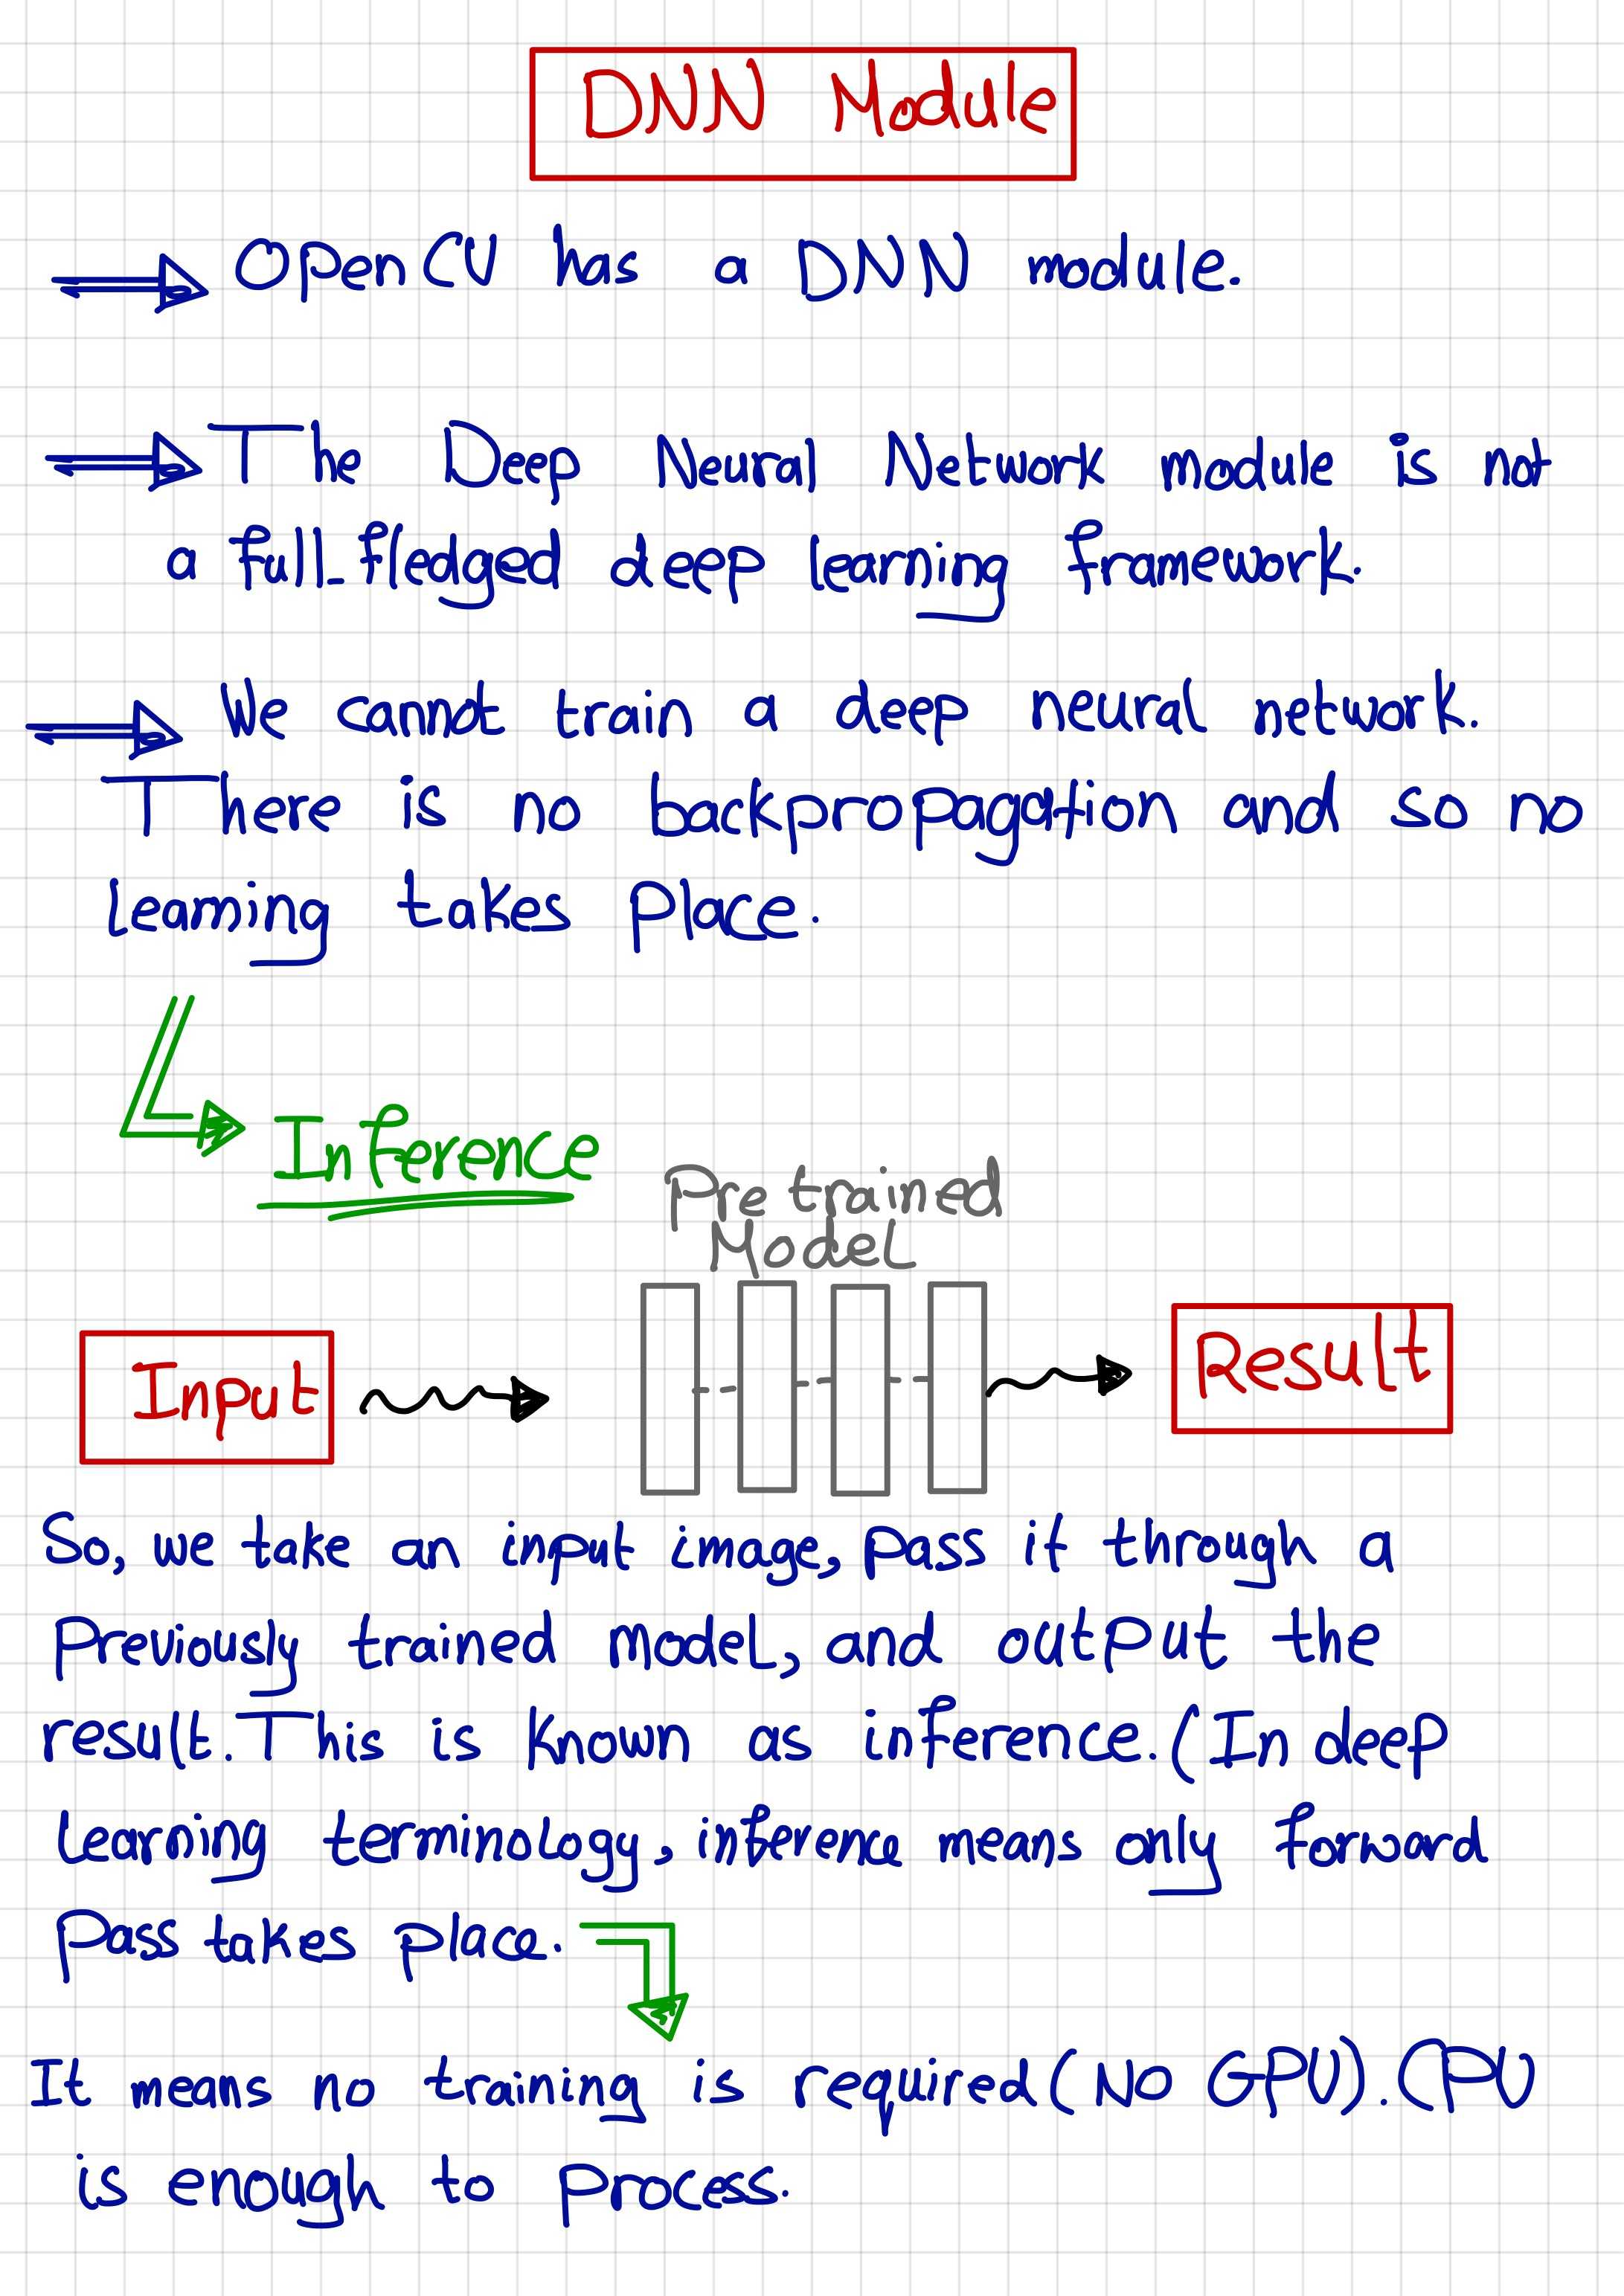 DNN Module
OpenCV has a DNN module.
The Deep Neural Network module is not
a full-fledged deep learning framework.
We cannot train a deep neural network.
There is no backpropagation and so no
learning takes place.
Inference
Pretrained
Model
Input
Result
So, we take an input image, pass it through a
previously trained model, and output the
result. This is known as inference. (In deep
learning terminology, inference means only forward
pass takes place.
It means no training is required (NO GPU). CPU
is enough to process.